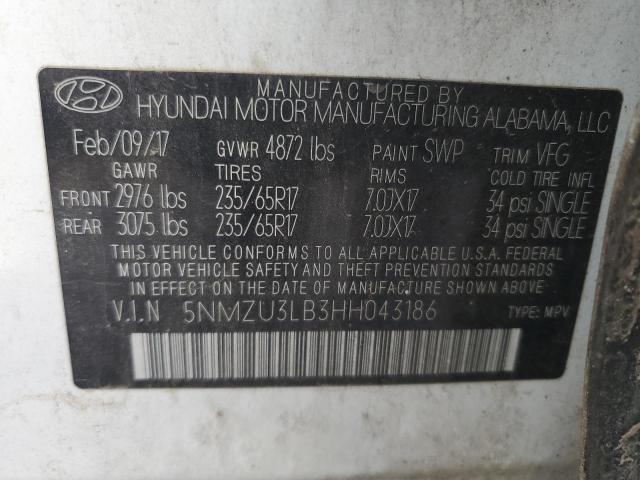 MANUFACTURED BY
HYUNDAI MOTOR MANUFACTURING ALABAMA, LLC
Feb/09/17 GVWR 4872 lbs PAINT SWP TRIM VFG
GAWR TIRES RIMS COLD TIRE INFL
FRONT 2976 lbs 235/65R17 7.0JX17 34 psi SINGLE
REAR 3075 lbs 235/65R17 7.0JX17 34 psi SINGLE
THIS VEHICLE CONFORMS TO ALL APPLICABLE U.S.A. FEDERAL
MOTOR VEHICLE SAFETY AND THEFT PREVENTION STANDARDS
IN EFFECT ON THE DATE OF MANUFACTURE SHOWN ABOVE.
V.I.N 5NMZU3LB3HH043186 TYPE: MPV